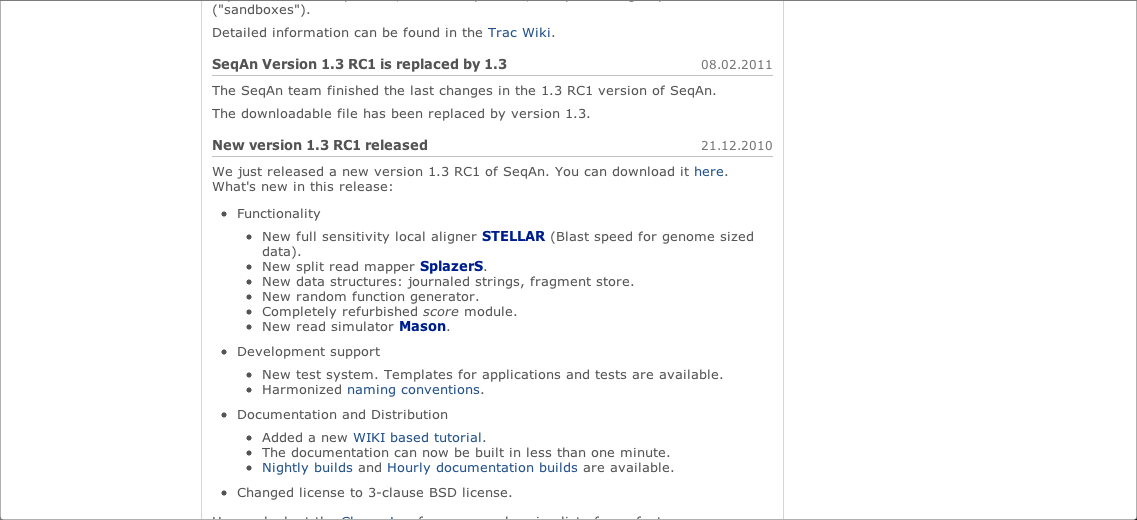 ("sandboxes").
Detailed information can be found in the Trac Wiki.
SeqAn Version 1.3 RC1 is replaced by 1.3 08.02.2011
The SeqAn team finished the last changes in the 1.3 RC1 version of SeqAn.
The downloadable file has been replaced by version 1.3.
New version 1.3 RC1 released 21.12.2010
We just released a new version 1.3 RC1 of SeqAn. You can download it here.
What's new in this release:
• Functionality
• New full sensitivity local aligner STELLAR (Blast speed for genome sized
data).
• New split read mapper SplazerS.
• New data structures: journaled strings, fragment store.
• New random function generator.
• Completely refurbished score module.
• New read simulator Mason.
• Development support
• New test system. Templates for applications and tests are available.
• Harmonized naming conventions.
• Documentation and Distribution
• Added a new WIKI based tutorial.
• The documentation can now be built in less than one minute.
• Nightly builds and Hourly documentation builds are available.
• Changed license to 3-clause BSD license.